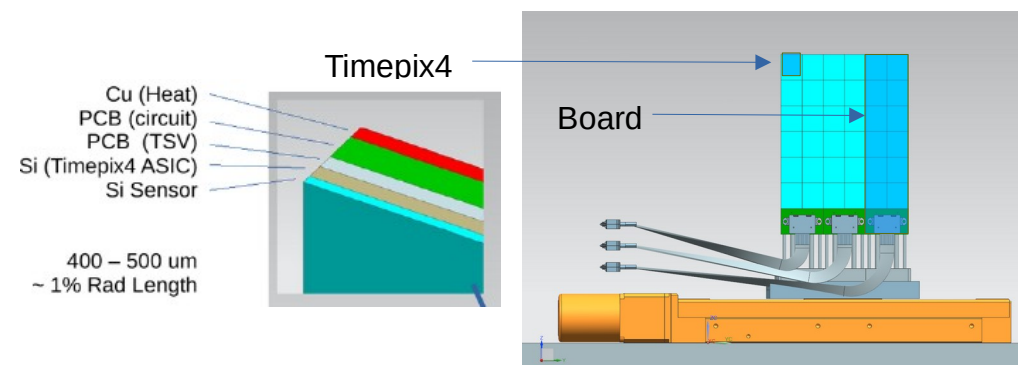 Timepix4
Cu (Heat)
PCB (circuit)
PCB (TSV)
Si (Timepix4 ASIC)
Si Sensor
400 – 500 um
~ 1% Rad Length
Board